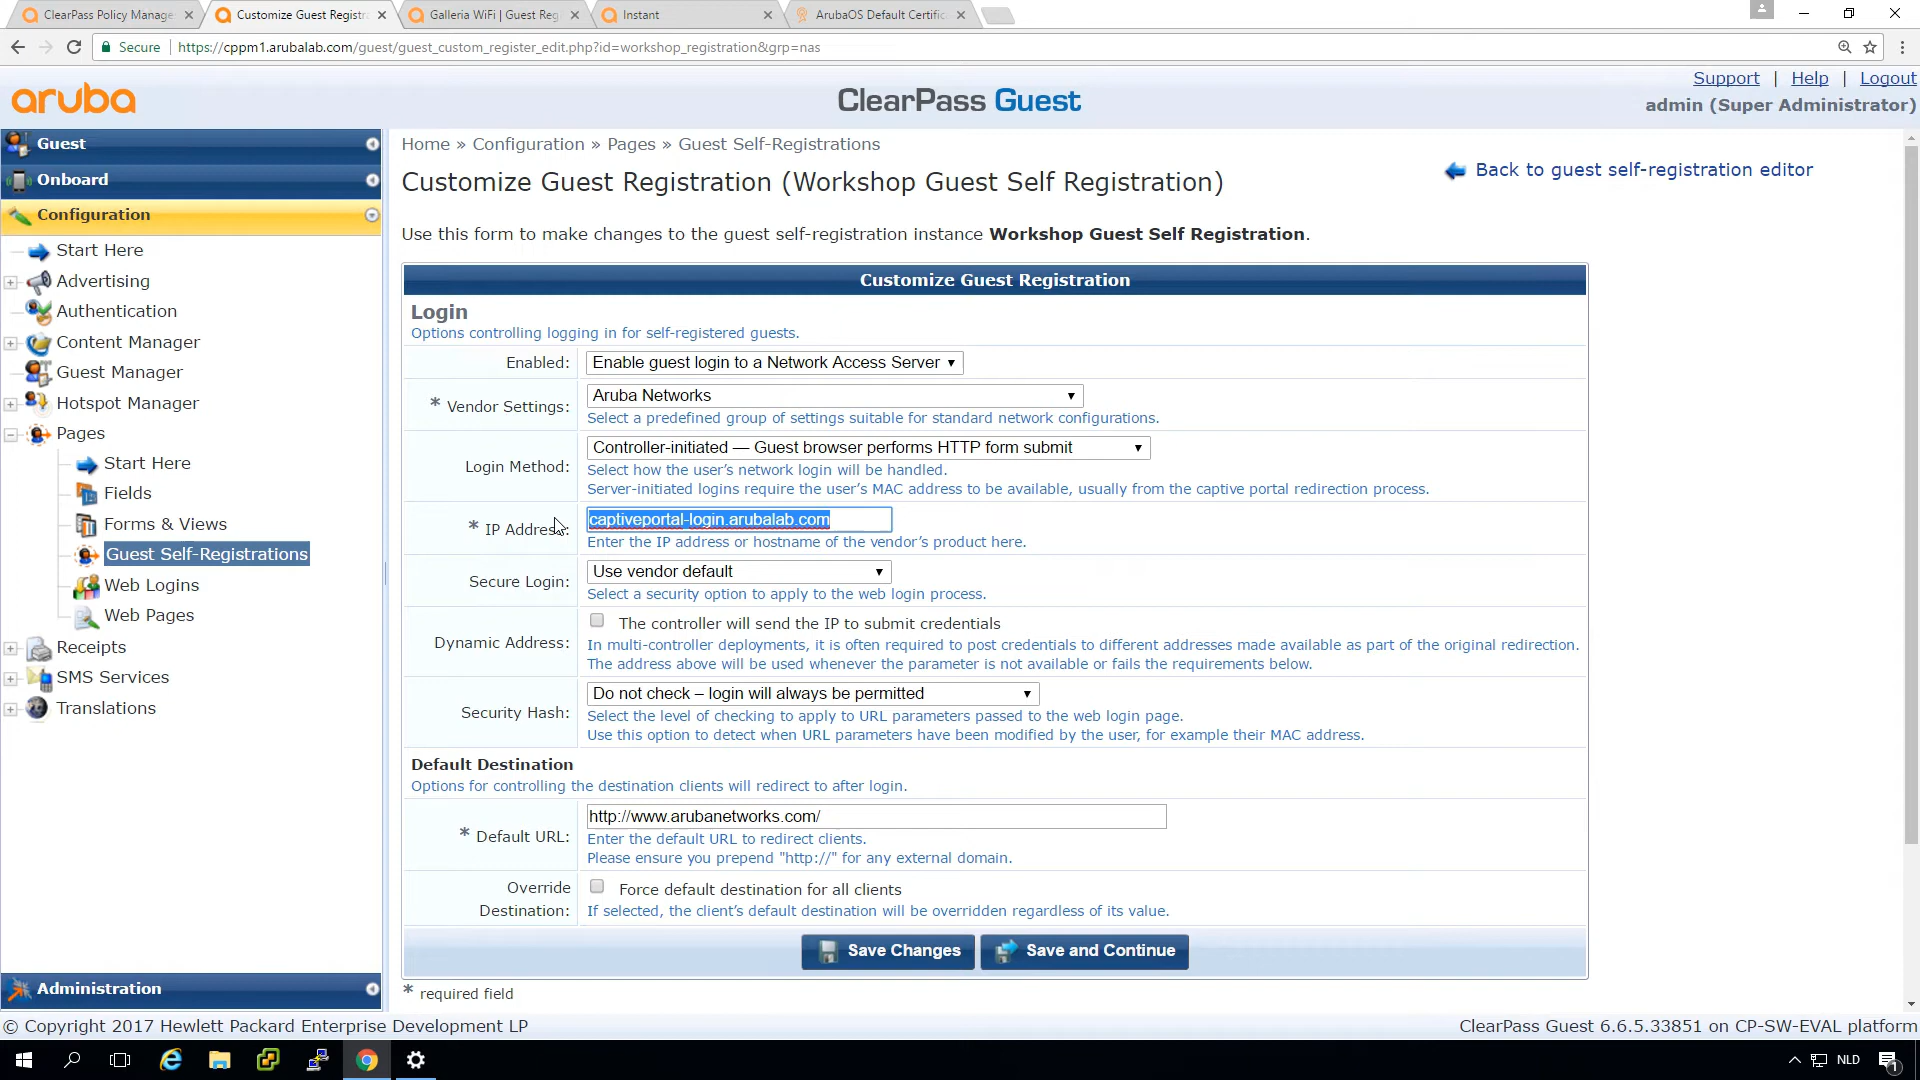 ClearPass Policy Manage
Customize Guest Registr
Galleria WiFi | Guest Reg
Instant
ArubaOS Default Certific
Secure
https://cppm1.arubalab.com/guest/guest_custom_register_edit.php?id=workshop_registration&grp=nas
aruba
ClearPass Guest
Support | Help | Logout
admin (Super Administrator)
Guest
Onboard
Configuration
Start Here
Advertising
Authentication
Content Manager
Guest Manager
Hotspot Manager
Pages
Start Here
Fields
Forms & Views
Guest Self-Registrations
Web Logins
Web Pages
Receipts
SMS Services
Translations
Administration
Home » Configuration » Pages » Guest Self-Registrations
Customize Guest Registration (Workshop Guest Self Registration)
Back to guest self-registration editor
Use this form to make changes to the guest self-registration instance Workshop Guest Self Registration.
Customize Guest Registration
Login
Options controlling logging in for self-registered guests.
Enabled: Enable guest login to a Network Access Server
* Vendor Settings: Aruba Networks
Select a predefined group of settings suitable for standard network configurations.
Login Method: Controller-initiated — Guest browser performs HTTP form submit
Select how the user's network login will be handled.
Server-initiated logins require the user's MAC address to be available, usually from the captive portal redirection process.
* IP Address: captiveportal-login.arubalab.com
Enter the IP address or hostname of the vendor's product here.
Secure Login: Use vendor default
Select a security option to apply to the web login process.
Dynamic Address: The controller will send the IP to submit credentials
In multi-controller deployments, it is often required to post credentials to different addresses made available as part of the original redirection.
The address above will be used whenever the parameter is not available or fails the requirements below.
Security Hash: Do not check – login will always be permitted
Select the level of checking to apply to URL parameters passed to the web login page.
Use this option to detect when URL parameters have been modified by the user, for example their MAC address.
Default Destination
Options for controlling the destination clients will redirect to after login.
* Default URL: http://www.arubanetworks.com/
Enter the default URL to redirect clients.
Please ensure you prepend "http://" for any external domain.
Override Destination: Force default destination for all clients
If selected, the client's default destination will be overridden regardless of its value.
Save Changes
Save and Continue
* required field
© Copyright 2017 Hewlett Packard Enterprise Development LP
ClearPass Guest 6.6.5.33851 on CP-SW-EVAL platform
NLD
1